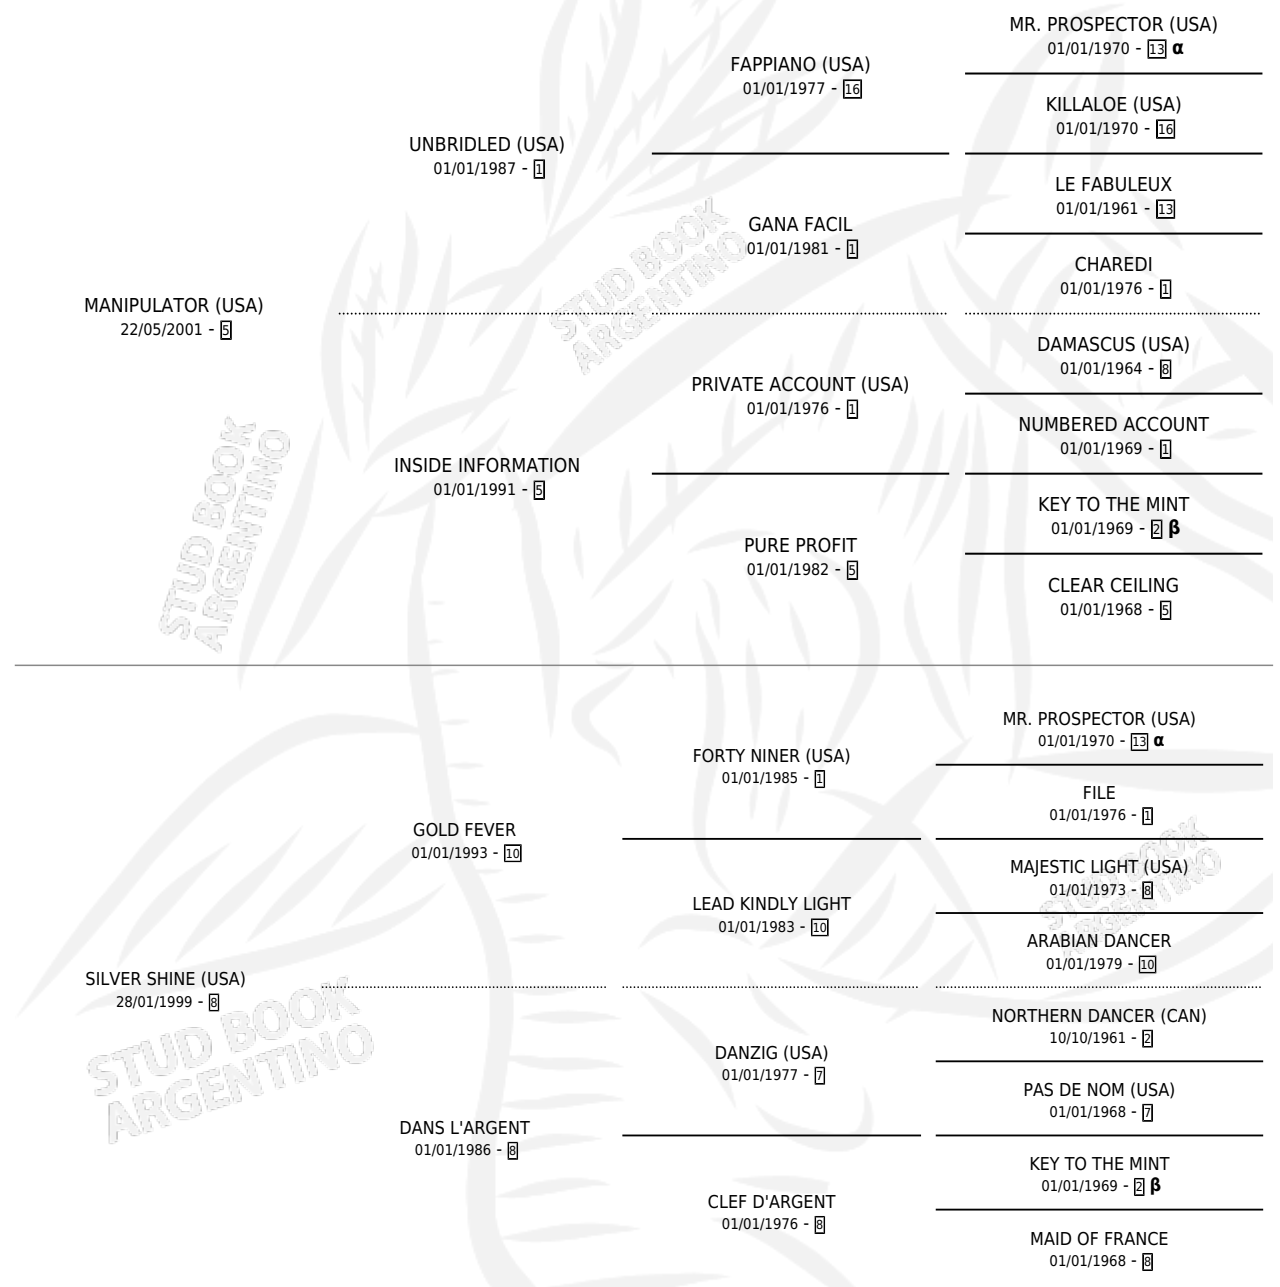 MR. PROSPECTOR (USA)
01/01/1970 - 13 α
FAPPIANO (USA)
01/01/1977 - 16
KILLALOE (USA)
01/01/1970 - 16
UNBRIDLED (USA)
01/01/1987 - 1
LE FABULEUX
01/01/1961 - 13
GANA FACIL
01/01/1981 - 1
CHAREDI
01/01/1976 - 1
STUD BOOK
ARGENTINO
MANIPULATOR (USA)
22/05/2001 - 5
DAMASCUS (USA)
01/01/1964 - 8
PRIVATE ACCOUNT (USA)
01/01/1976 - 1
NUMBERED ACCOUNT
01/01/1969 - 1
INSIDE INFORMATION
01/01/1991 - 5
KEY TO THE MINT
01/01/1969 - 2 β
PURE PROFIT
01/01/1982 - 5
CLEAR CEILING
01/01/1968 - 5
STUD BOOK
ARGENTINO
MR. PROSPECTOR (USA)
01/01/1970 - 13 α
FORTY NINER (USA)
01/01/1985 - 1
FILE
01/01/1976 - 1
GOLD FEVER
01/01/1993 - 10
MAJESTIC LIGHT (USA)
01/01/1973 - 8
LEAD KINDLY LIGHT
01/01/1983 - 10
ARABIAN DANCER
01/01/1979 - 10
STUD BOOK
ARGENTINO
SILVER SHINE (USA)
28/01/1999 - 8
NORTHERN DANCER (CAN)
10/10/1961 - 2
DANZIG (USA)
01/01/1977 - 7
PAS DE NOM (USA)
01/01/1968 - 7
STUD BOOK
ARGENTINO
DANS L'ARGENT
01/01/1986 - 8
KEY TO THE MINT
01/01/1969 - 2 β
CLEF D'ARGENT
01/01/1976 - 8
MAID OF FRANCE
01/01/1968 - 8